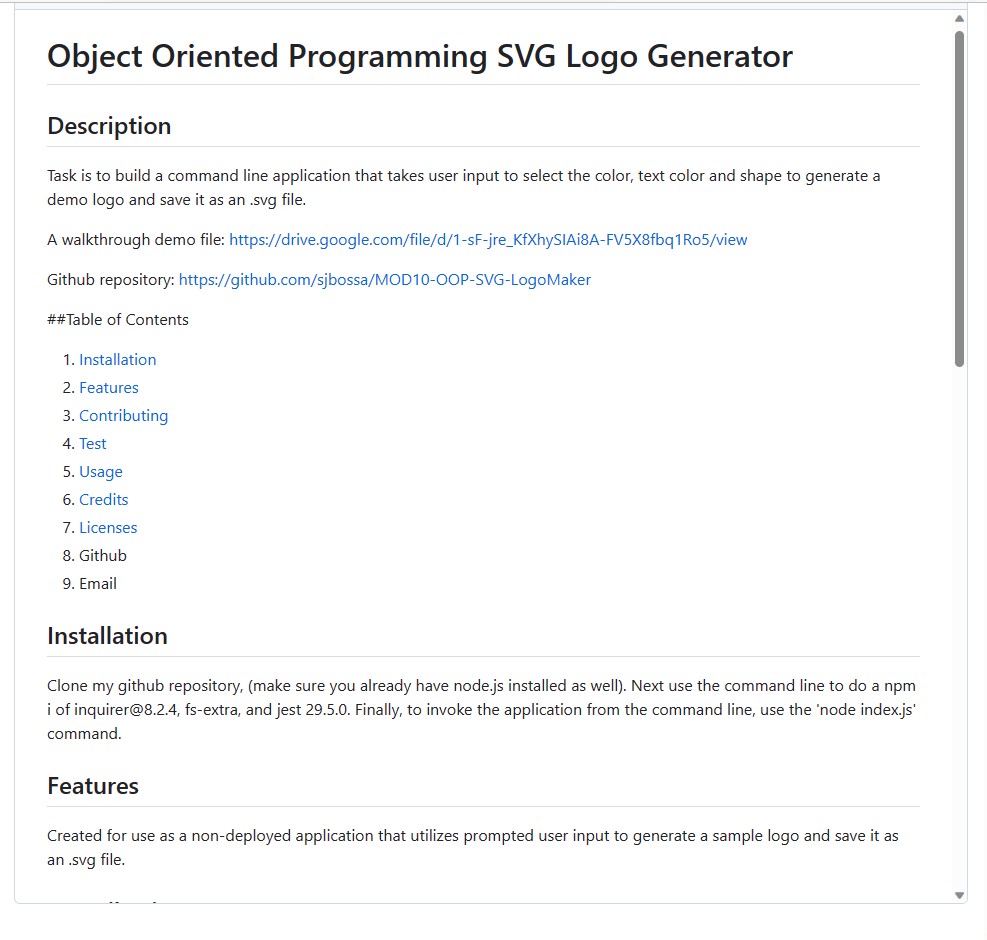 Object Oriented Programming SVG Logo Generator
Description
Task is to build a command line application that takes user input to select the color, text color and shape to generate a
demo logo and save it as an .svg file.
A walkthrough demo file: https://drive.google.com/file/d/1-sF-jre_KfXhySIAi8A-FV5X8fbq1Ro5/view
Github repository: https://github.com/sjbossa/MOD10-OOP-SVG-LogoMaker
##Table of Contents
1. Installation
2. Features
3. Contributing
4. Test
5. Usage
6. Credits
7. Licenses
8. Github
9. Email
Installation
Clone my github repository, (make sure you already have node.js installed as well). Next use the command line to do a npm
i of inquirer@8.2.4, fs-extra, and jest 29.5.0. Finally, to invoke the application from the command line, use the 'node index.js'
command.
Features
Created for use as a non-deployed application that utilizes prompted user input to generate a sample logo and save it as
an .svg file.